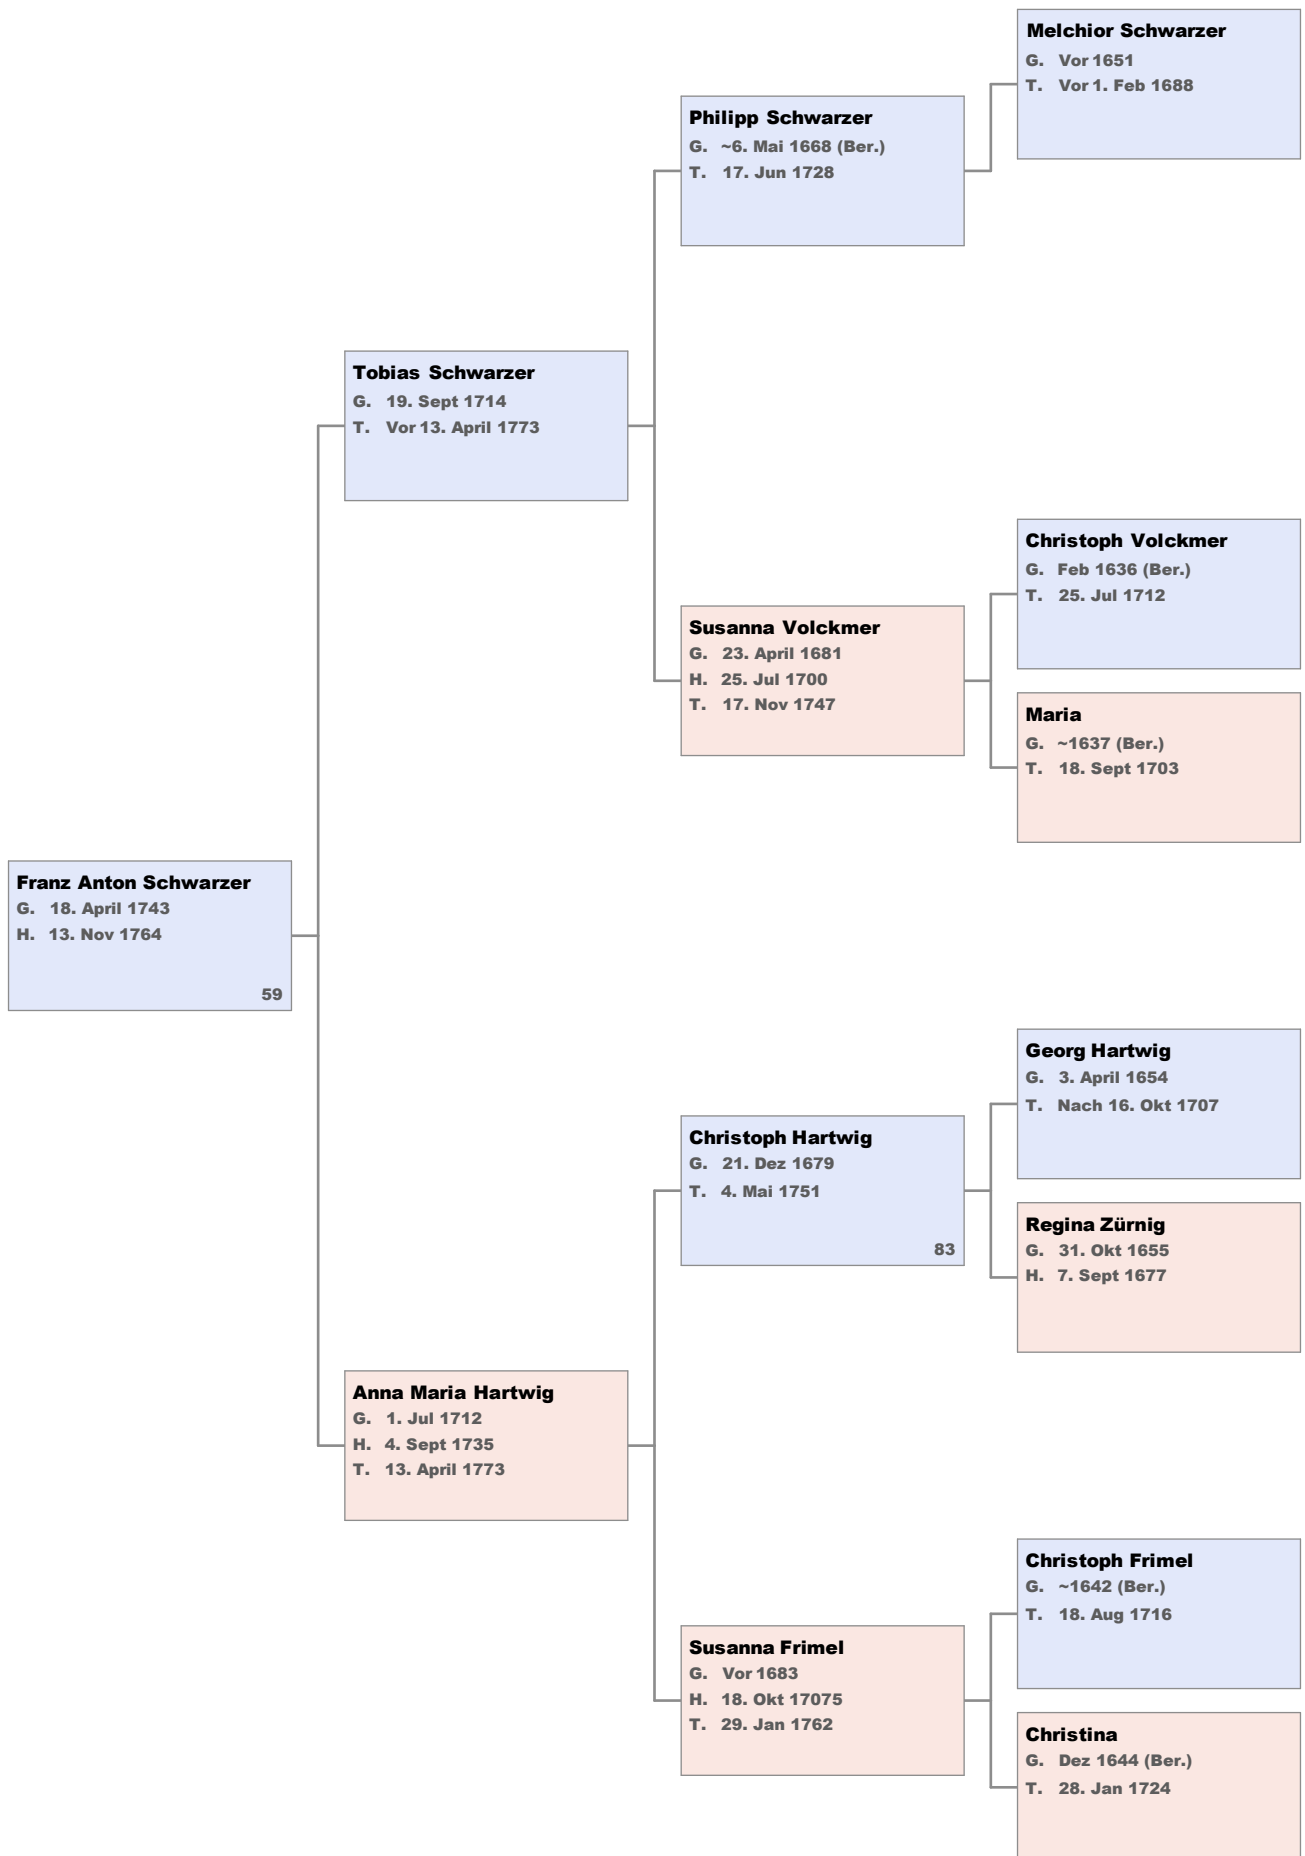 Melchior Schwarzer
G. Vor 1651
T. Vor 1. Feb 1688
Philipp Schwarzer
G. ~6. Mai 1668 (Ber.)
T. 17. Jun 1728
Tobias Schwarzer
G. 19. Sept 1714
T. Vor 13. April 1773
Christoph Volckmer
G. Feb 1636 (Ber.)
T. 25. Jul 1712
Susanna Volckmer
G. 23. April 1681
H. 25. Jul 1700
T. 17. Nov 1747
Maria
G. ~1637 (Ber.)
T. 18. Sept 1703
Franz Anton Schwarzer
G. 18. April 1743
H. 13. Nov 1764
59
Georg Hartwig
G. 3. April 1654
T. Nach 16. Okt 1707
Christoph Hartwig
G. 21. Dez 1679
T. 4. Mai 1751
83
Regina Zürnig
G. 31. Okt 1655
H. 7. Sept 1677
Anna Maria Hartwig
G. 1. Jul 1712
H. 4. Sept 1735
T. 13. April 1773
Christoph Frimel
G. ~1642 (Ber.)
T. 18. Aug 1716
Susanna Frimel
G. Vor 1683
H. 18. Okt 17075
T. 29. Jan 1762
Christina
G. Dez 1644 (Ber.)
T. 28. Jan 1724